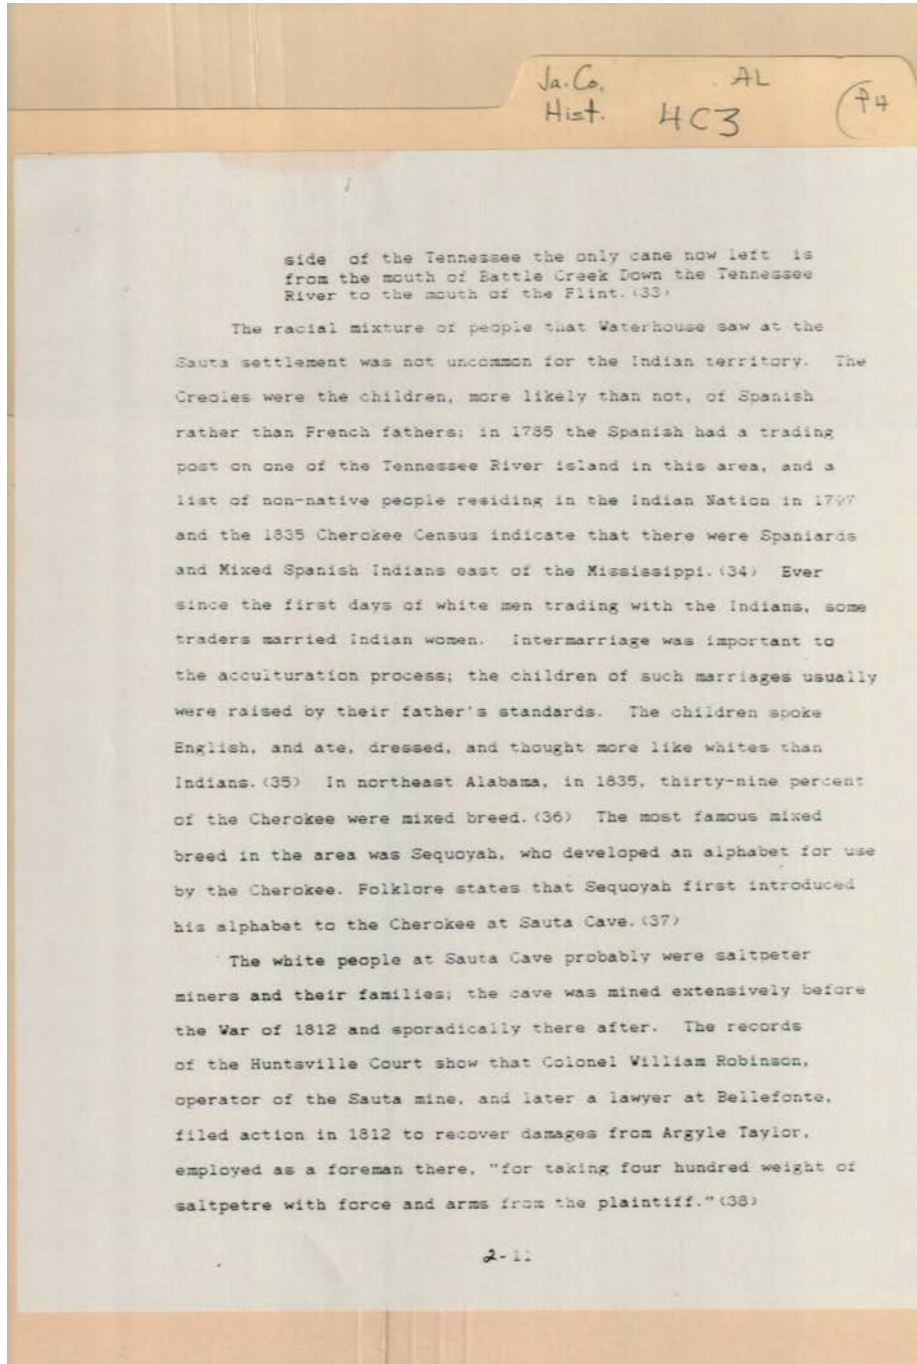 Ja. Co. AL
Hist. 4C3 P4
side of the Tennessee the only cane now left is
from the mouth of Battle Creek Down the Tennessee
River to the mouth of the Flint.(33)
The racial mixture of people that Waterhouse saw at the
Sauta settlement was not uncommon for the Indian territory. The
Creoles were the children, more likely than not, of Spanish
rather than French fathers; in 1785 the Spanish had a trading
post on one of the Tennessee River island in this area, and a
list of non-native people residing in the Indian Nation in 1797
and the 1835 Cherokee Census indicate that there were Spaniards
and Mixed Spanish Indians east of the Mississippi.(34) Ever
since the first days of white men trading with the Indians, some
traders married Indian women. Intermarriage was important to
the acculturation process; the children of such marriages usually
were raised by their father's standards. The children spoke
English, and ate, dressed, and thought more like whites than
Indians.(35) In northeast Alabama, in 1835, thirty-nine percent
of the Cherokee were mixed breed.(36) The most famous mixed
breed in the area was Sequoyah, who developed an alphabet for use
by the Cherokee. Folklore states that Sequoyah first introduced
his alphabet to the Cherokee at Sauta Cave.(37)
The white people at Sauta Cave probably were saltpeter
miners and their families; the cave was mined extensively before
the War of 1812 and sporadically there after. The records
of the Huntsville Court show that Colonel William Robinson,
operator of the Sauta mine, and later a lawyer at Bellefonte,
filed action in 1812 to recover damages from Argyle Taylor,
employed as a foreman there, "for taking four hundred weight of
saltpetre with force and arms from the plaintiff."(38)
2-11